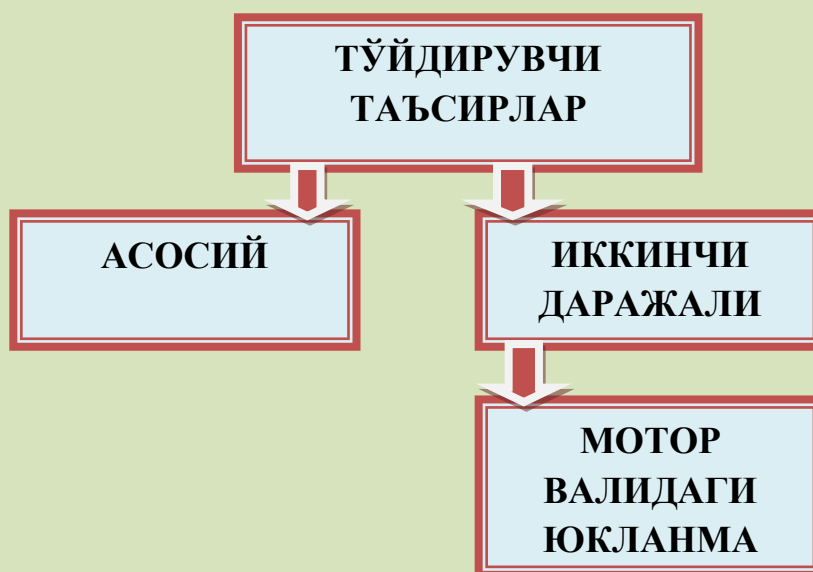 ТЎЙДИРУВЧИ
ТАЪСИРЛАР
АСОСИЙ
ИККИНЧИ
ДАРАЖАЛИ
МОТОР
ВАЛИДАГИ
ЮКЛАНМА